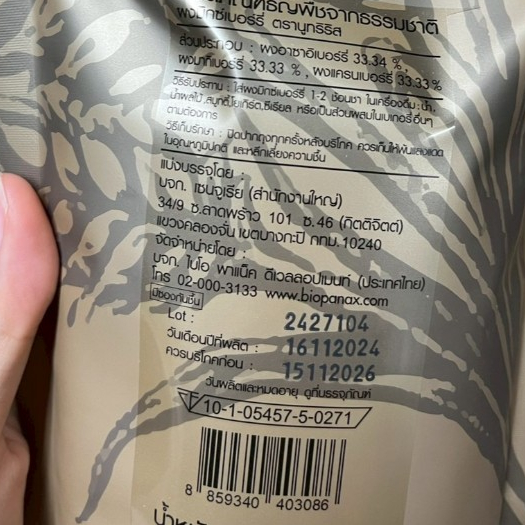 ผงมิกซ์เบอร์รี่ ตรานูทริริส
ส่วนประกอบ : ผงอาซาอิเบอร์รี่ 33.34 %,
ผงมากี้เบอร์รี่ 33.33 % , ผงแครนเบอร์รี่ 33.33%
วิธีรับประทาน : ใส่ผงมิกซ์เบอร์รี่ 1-2 ช้อนชา ในเครื่องดื่ม: น้ำ,
น้ำผลไม้, สมูทตี้, โยเกิร์ต, ซีเรียล หรือเป็นส่วนผสมในเบเกอรี่อื่นๆ
ตามต้องการ
วิธีเก็บรักษา : ปิดปากถุงทุกครั้งหลังบริโภค ควรเก็บให้พ้นแสงแดด
ในอุณหภูมิปกติ และหลีกเลี่ยงความชื้น
แบ่งบรรจุโดย :
บจก. เซนจูเรีย (สำนักงานใหญ่)
34/9 ซ.ลาดพร้าว 101 ซ.46 (กิตติจิตต์)
แขวงคลองจั่น เขตบางกะปิ กทม.10240
จัดจำหน่ายโดย :
บจก. ไบโอ พาแน็ค ดีเวลลอปเมนท์ (ประเทศไทย)
โทร 02-000-3133 www.biopanax.com
มีซองกันชื้น
Lot : 2427104
วันเดือนปีที่ผลิต : 16112024
ควรบริโภคก่อน : 15112026
วันผลิตและหมดอายุ ดูที่บรรจุภัณฑ์
10-1-05457-5-0271
8 859340 403086